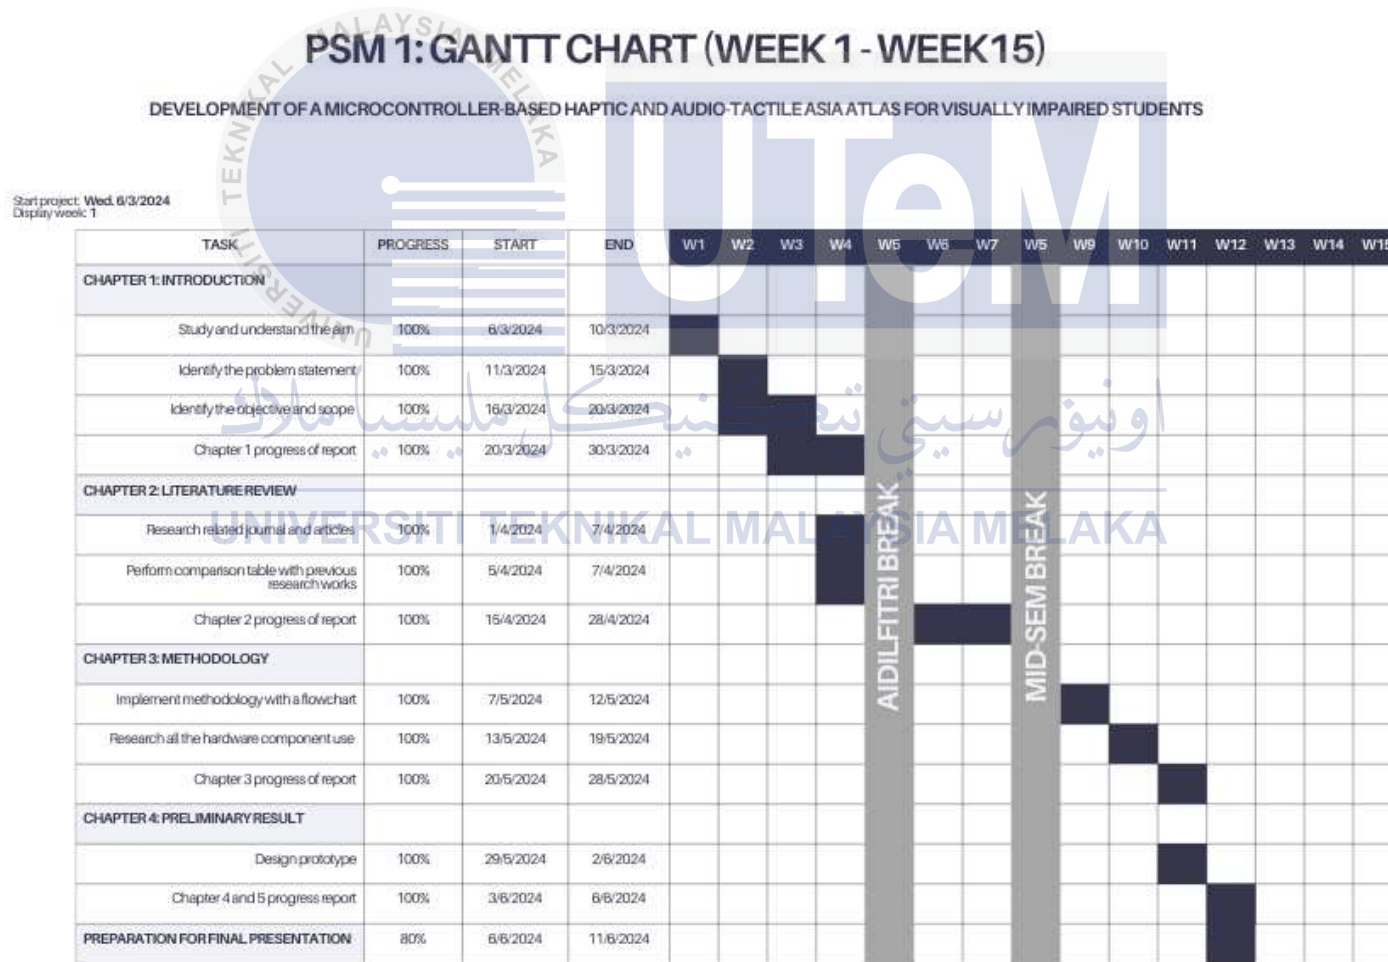 PSM 1: GANTT CHART (WEEK 1 - WEEK15)
DEVELOPMENT OF A MICROCONTROLLER-BASED HAPTIC AND AUDIO-TACTILE ASIA ATLAS FOR VISUALLY IMPAIRED STUDENTS
UNIVERSITI TEKNIKAL MALAYSIA MELAKA
UTeM
Start project: Wed. 6/3/2024
Display week: 1
TASK PROGRESS START END W1 W2 W3 W4 W5 W6 W7 W5 W9 W10 W11 W12 W13 W14 W15
CHAPTER 1: INTRODUCTION
Study and understand the aim 100% 6/3/2024 10/3/2024
Identify the problem statement 100% 11/3/2024 15/3/2024
Identify the objective and scope 100% 16/3/2024 20/3/2024
اونيۏرسيتي تيكنيكل مليسيا ملاك
Chapter 1 progress of report 100% 20/3/2024 30/3/2024
CHAPTER 2: LITERATURE REVIEW
UNIVERSITI TEKNIKAL MALAYSIA MELAKA
Research related journal and articles 100% 1/4/2024 7/4/2024
Perform comparison table with previous
research works 100% 5/4/2024 7/4/2024
Chapter 2 progress of report 100% 15/4/2024 28/4/2024
AIDILFITRI BREAK
MID-SEM BREAK
CHAPTER 3: METHODOLOGY
Implement methodology with a flowchart 100% 7/5/2024 12/5/2024
Research all the hardware component use 100% 13/5/2024 19/5/2024
Chapter 3 progress of report 100% 20/5/2024 28/5/2024
CHAPTER 4: PRELIMINARY RESULT
Design prototype 100% 29/5/2024 2/6/2024
Chapter 4 and 5 progress report 100% 3/6/2024 6/6/2024
PREPARATION FOR FINAL PRESENTATION 80% 6/6/2024 11/6/2024